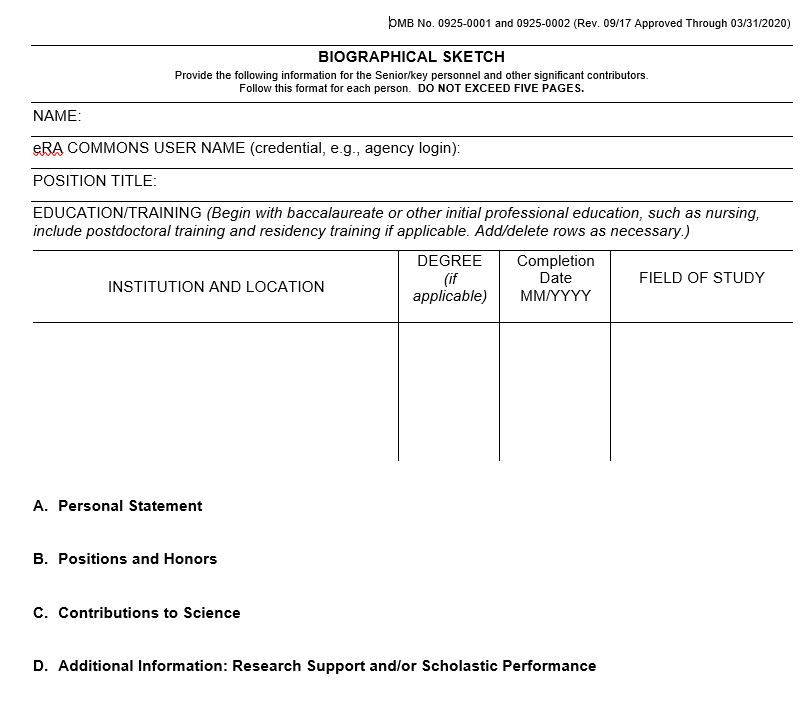 OMB No. 0925-0001 and 0925-0002 (Rev. 09/17 Approved Through 03/31/2020)
BIOGRAPHICAL SKETCH
Provide the following information for the Senior/key personnel and other significant contributors.
Follow this format for each person. DO NOT EXCEED FIVE PAGES.
NAME:
eRA COMMONS USER NAME (credential, e.g., agency login):
POSITION TITLE:
EDUCATION/TRAINING (Begin with baccalaureate or other initial professional education, such as nursing,
include postdoctoral training and residency training if applicable. Add/delete rows as necessary.)
INSTITUTION AND LOCATION
DEGREE
(if
applicable)
Completion
Date
MM/YYYY
FIELD OF STUDY
A. Personal Statement
B. Positions and Honors
C. Contributions to Science
D. Additional Information: Research Support and/or Scholastic Performance